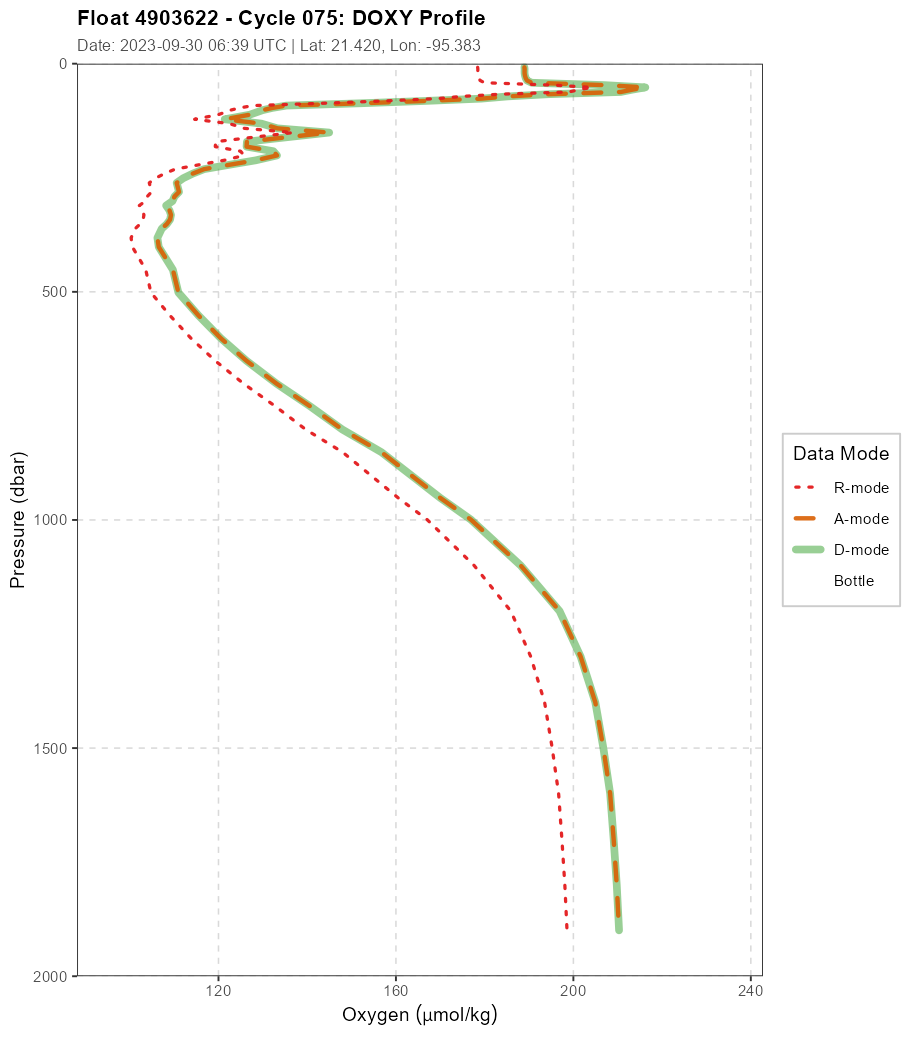 Float 4903622 - Cycle 075: DOXY Profile
Date: 2023-09-30 06:39 UTC | Lat: 21.420, Lon: -95.383
0
500
1000
1500
2000
Pressure (dbar)
120
160
200
240
Oxygen (µmol/kg)
Data Mode
R-mode
A-mode
D-mode
Bottle